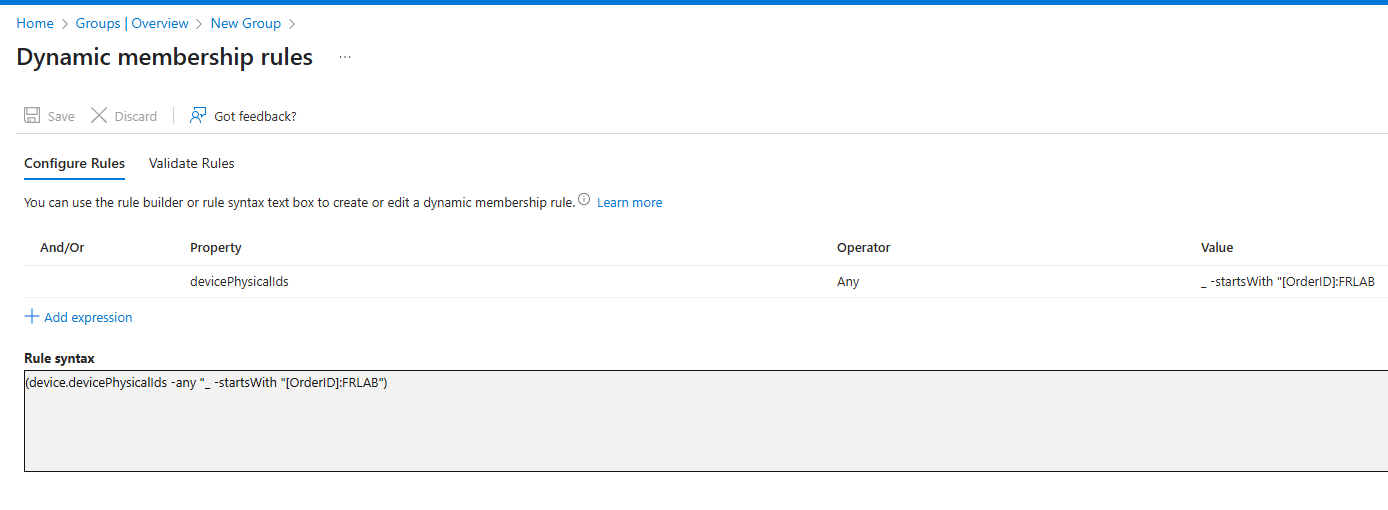 Home > Groups | Overview > New Group >
Dynamic membership rules ...
Save Discard Got feedback?
Configure Rules Validate Rules
You can use the rule builder or rule syntax text box to create or edit a dynamic membership rule. Learn more
And/Or Property Operator Value
devicePhysicalIds Any _ -startsWith "[OrderID]:FRLAB
+ Add expression
Rule syntax
(device.devicePhysicalIds -any "_ -startsWith "[OrderID]:FRLAB")